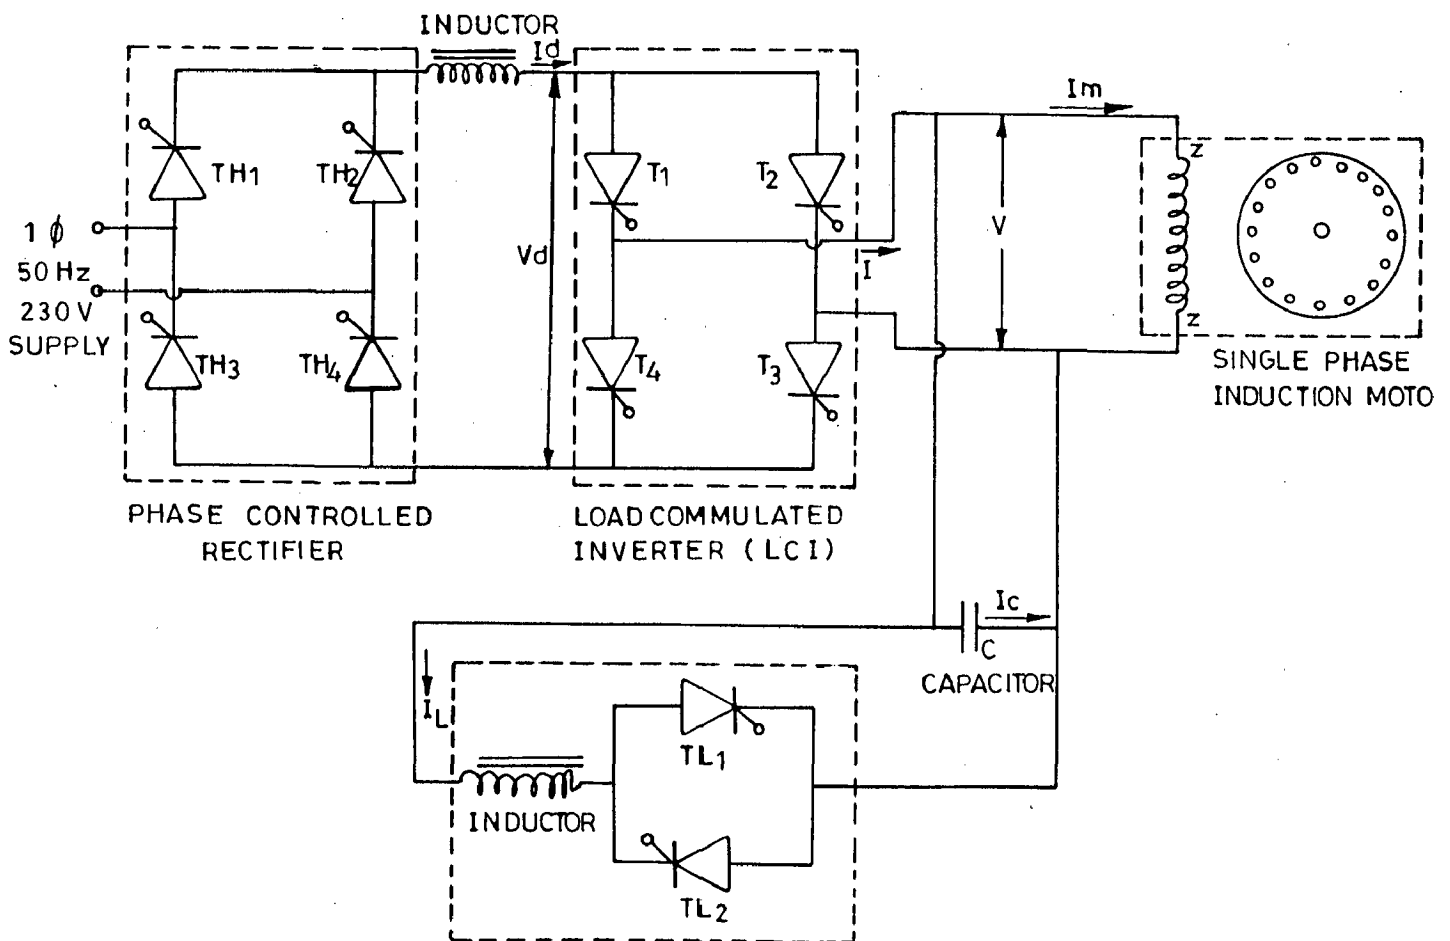 INDUCTOR
Id
TH1
TH2
T1
T2
1 ϕ
50 Hz
230 V
SUPPLY
Vd
I
TH3
TH4
T4
T3
Im
V
z
z
SINGLE PHASE
INDUCTION MOTO
PHASE CONTROLLED
RECTIFIER
LOAD COMMULATED
INVERTER (LCI)
Ic
C
CAPACITOR
IL
TL1
INDUCTOR
TL2